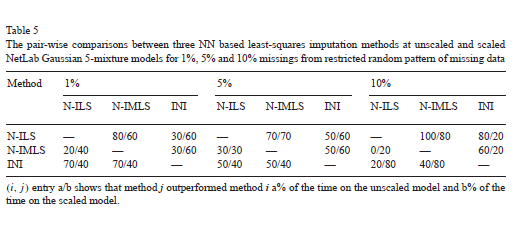 Table 5
The pair-wise comparisons between three NN based least-squares imputation methods at unscaled and scaled
NetLab Gaussian 5-mixture models for 1%, 5% and 10% missings from restricted random pattern of missing data
Method 1% 5% 10%
N-ILS N-IMLS INI N-ILS N-IMLS INI N-ILS N-IMLS INI
N-ILS — 80/60 30/60 — 70/70 50/60 — 100/80 80/20
N-IMLS 20/40 — 30/60 30/30 — 50/60 0/20 — 60/20
INI 70/40 70/40 — 50/40 50/40 — 20/80 40/80 —
(i, j) entry a/b shows that method j outperformed method i a% of the time on the unscaled model and b% of the
time on the scaled model.